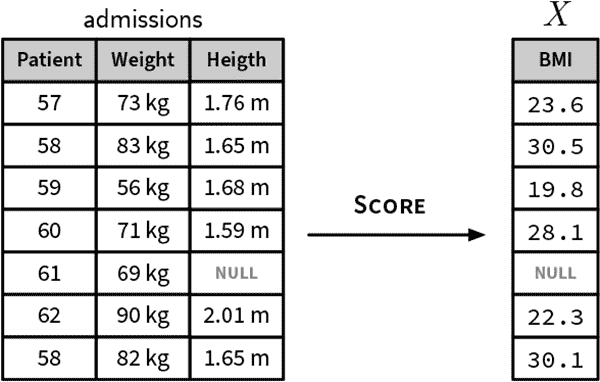 admissions X
Patient Weight Heigth BMI
57 73 kg 1.76 m 23.6
58 83 kg 1.65 m 30.5
59 56 kg 1.68 m 19.8
SCORE
60 71 kg 1.59 m 28.1
61 69 kg NULL NULL
62 90 kg 2.01 m 22.3
58 82 kg 1.65 m 30.1